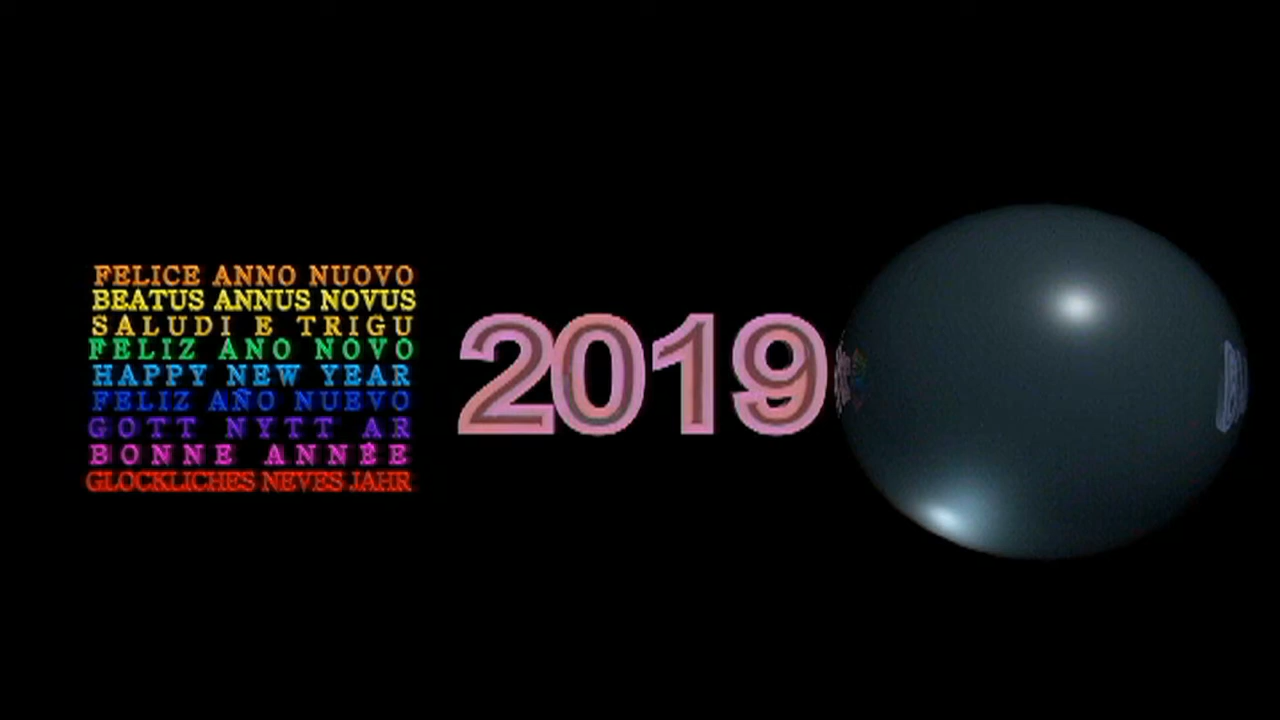 FELICE ANNO NUOVO
BEATUS ANNUS NOVUS
SALUDI E TRIGU
FELIZ ANO NOVO
HAPPY NEW YEAR
FELIZ AÑO NUEVO
GOTT NYTT AR
BONNE ANNÈE
GLOCKLICHES NEVES JAHR
2019